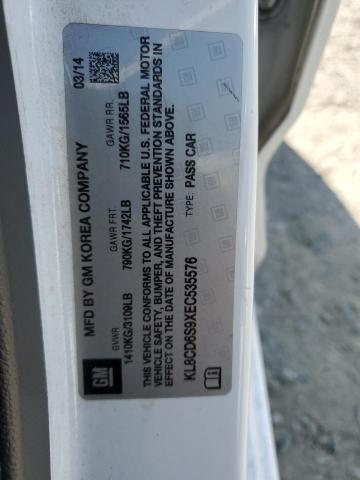 GM
MFD BY GM KOREA COMPANY 03/14
GVWR GAWR FRT. GAWR RR.
1410KG/3109LB 790KG/1742LB 710KG/1565LB
THIS VEHICLE CONFORMS TO ALL APPLICABLE U.S. FEDERAL MOTOR
VEHICLE SAFETY, BUMPER, AND THEFT PREVENTION STANDARDS IN
EFFECT ON THE DATE OF MANUFACTURE SHOWN ABOVE.
KL8CD6S9XEC535576 TYPE: PASS CAR